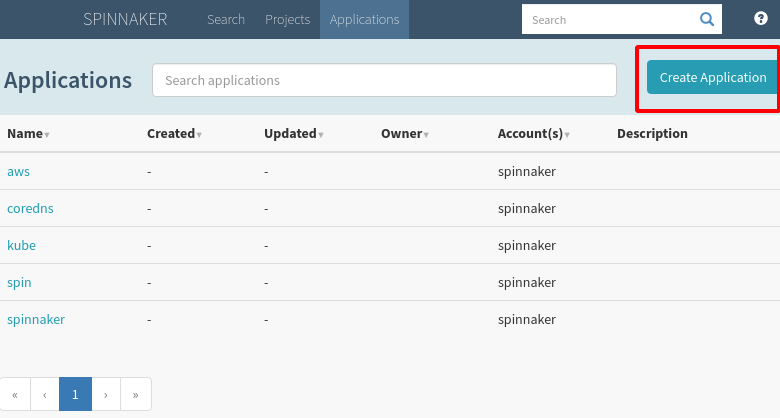 SPINNAKER Search Projects Applications Search
Applications Search applications Create Application
Name Created Updated Owner Account(s) Description
aws - - spinnaker
coredns - - spinnaker
kube - - spinnaker
spin - - spinnaker
spinnaker - - spinnaker
« ‹ 1 › »